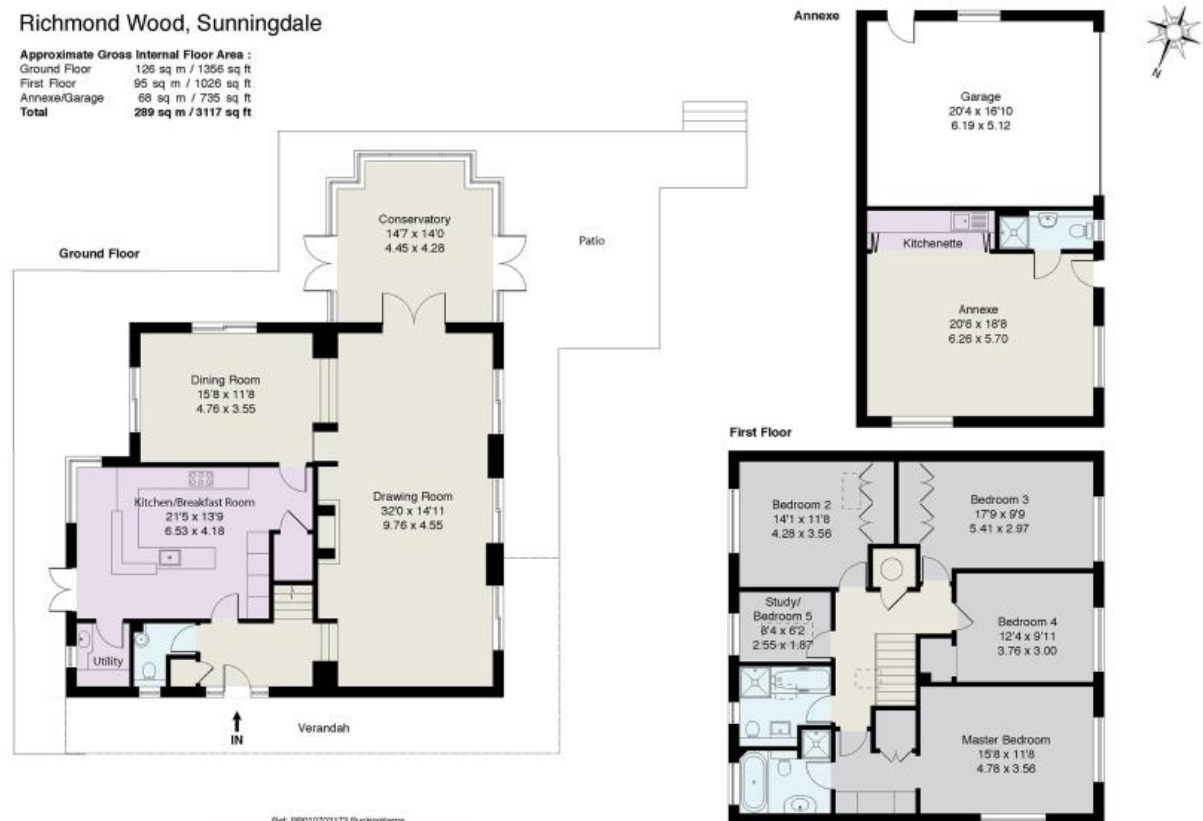 Richmond Wood, Sunningdale
Approximate Gross Internal Floor Area :
Ground Floor 126 sq m / 1356 sq ft
First Floor 95 sq m / 1026 sq ft
Annexe/Garage 68 sq m / 735 sq ft
Total 289 sq m / 3117 sq ft
Annexe
N
Garage
20'4 x 16'10
6.19 x 5.12
Kitchenette
Annexe
20'6 x 18'8
6.26 x 5.70
Ground Floor
Conservatory
14'7 x 14'0
4.45 x 4.28
Patio
Dining Room
15'8 x 11'8
4.76 x 3.55
Kitchen/Breakfast Room
21'5 x 13'9
6.53 x 4.18
Drawing Room
32'0 x 14'11
9.76 x 4.55
Utility
IN
Verandah
First Floor
Bedroom 2
14'1 x 11'8
4.28 x 3.56
Bedroom 3
17'9 x 9'9
5.41 x 2.97
Study/
Bedroom 5
8'4 x 6'2
2.55 x 1.87
Bedroom 4
12'4 x 9'11
3.76 x 3.00
Master Bedroom
15'8 x 11'8
4.78 x 3.56